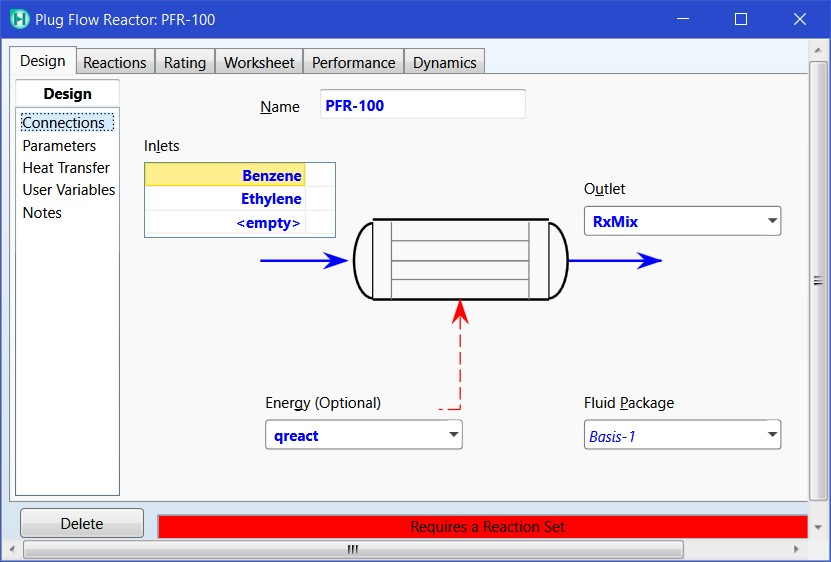 Plug Flow Reactor: PFR-100
Design Reactions Rating Worksheet Performance Dynamics
Design
Connections
Parameters
Heat Transfer
User Variables
Notes
Name PFR-100
Inlets
Benzene
Ethylene
<empty>
Outlet
RxMix
Energy (Optional)
qreact
Fluid Package
Basis-1
Delete
Requires a Reaction Set